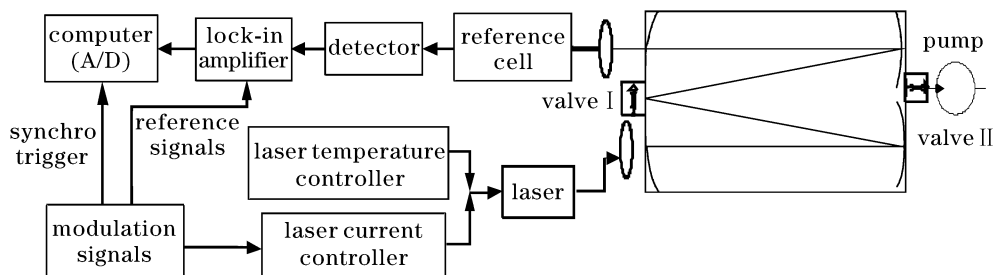 computer
(A/D)
lock-in
amplifier
detector
reference
cell
pump
valve Ⅰ
valve Ⅱ
synchro
trigger
reference
signals
laser temperature
controller
laser
modulation
signals
laser current
controller